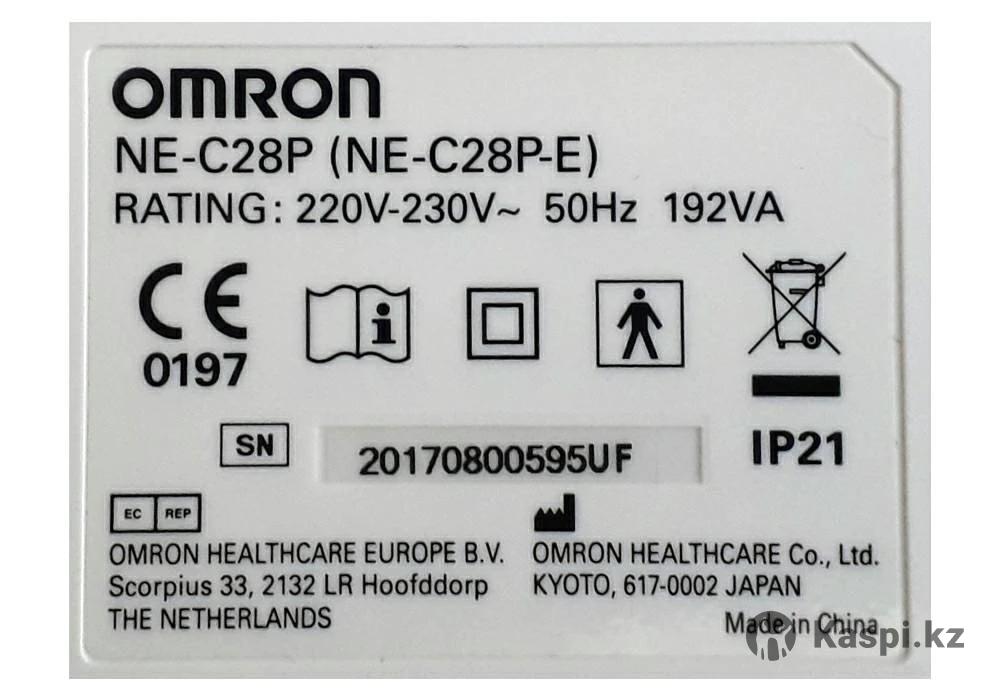 OMRON
NE-C28P (NE-C28P-E)
RATING: 220V-230V~ 50Hz 192VA
CE
0197
SN
20170800595UF
IP21
EC REP
OMRON HEALTHCARE EUROPE B.V.
Scorpius 33, 2132 LR Hoofddorp
THE NETHERLANDS
OMRON HEALTHCARE Co., Ltd.
KYOTO, 617-0002 JAPAN
Made in China
Kaspi.kz